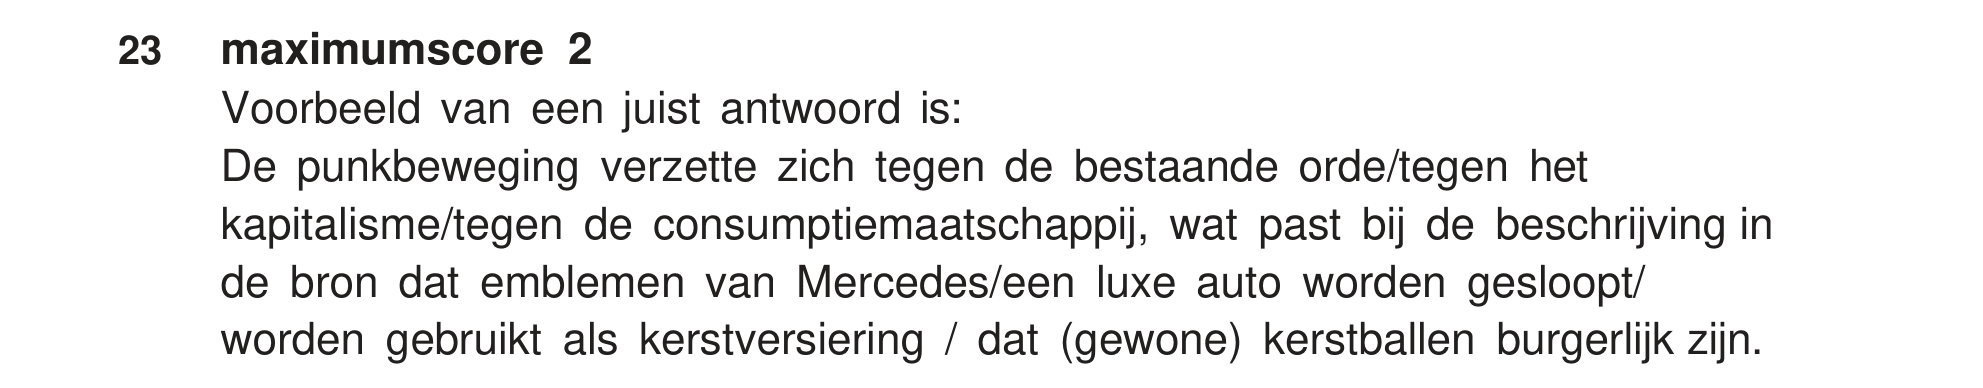 23 maximumscore 2
Voorbeeld van een juist antwoord is:
De punkbeweging verzette zich tegen de bestaande orde/tegen het
kapitalisme/tegen de consumptiemaatschappij, wat past bij de beschrijving in
de bron dat emblemen van Mercedes/een luxe auto worden gesloopt/
worden gebruikt als kerstversiering / dat (gewone) kerstballen burgerlijk zijn.